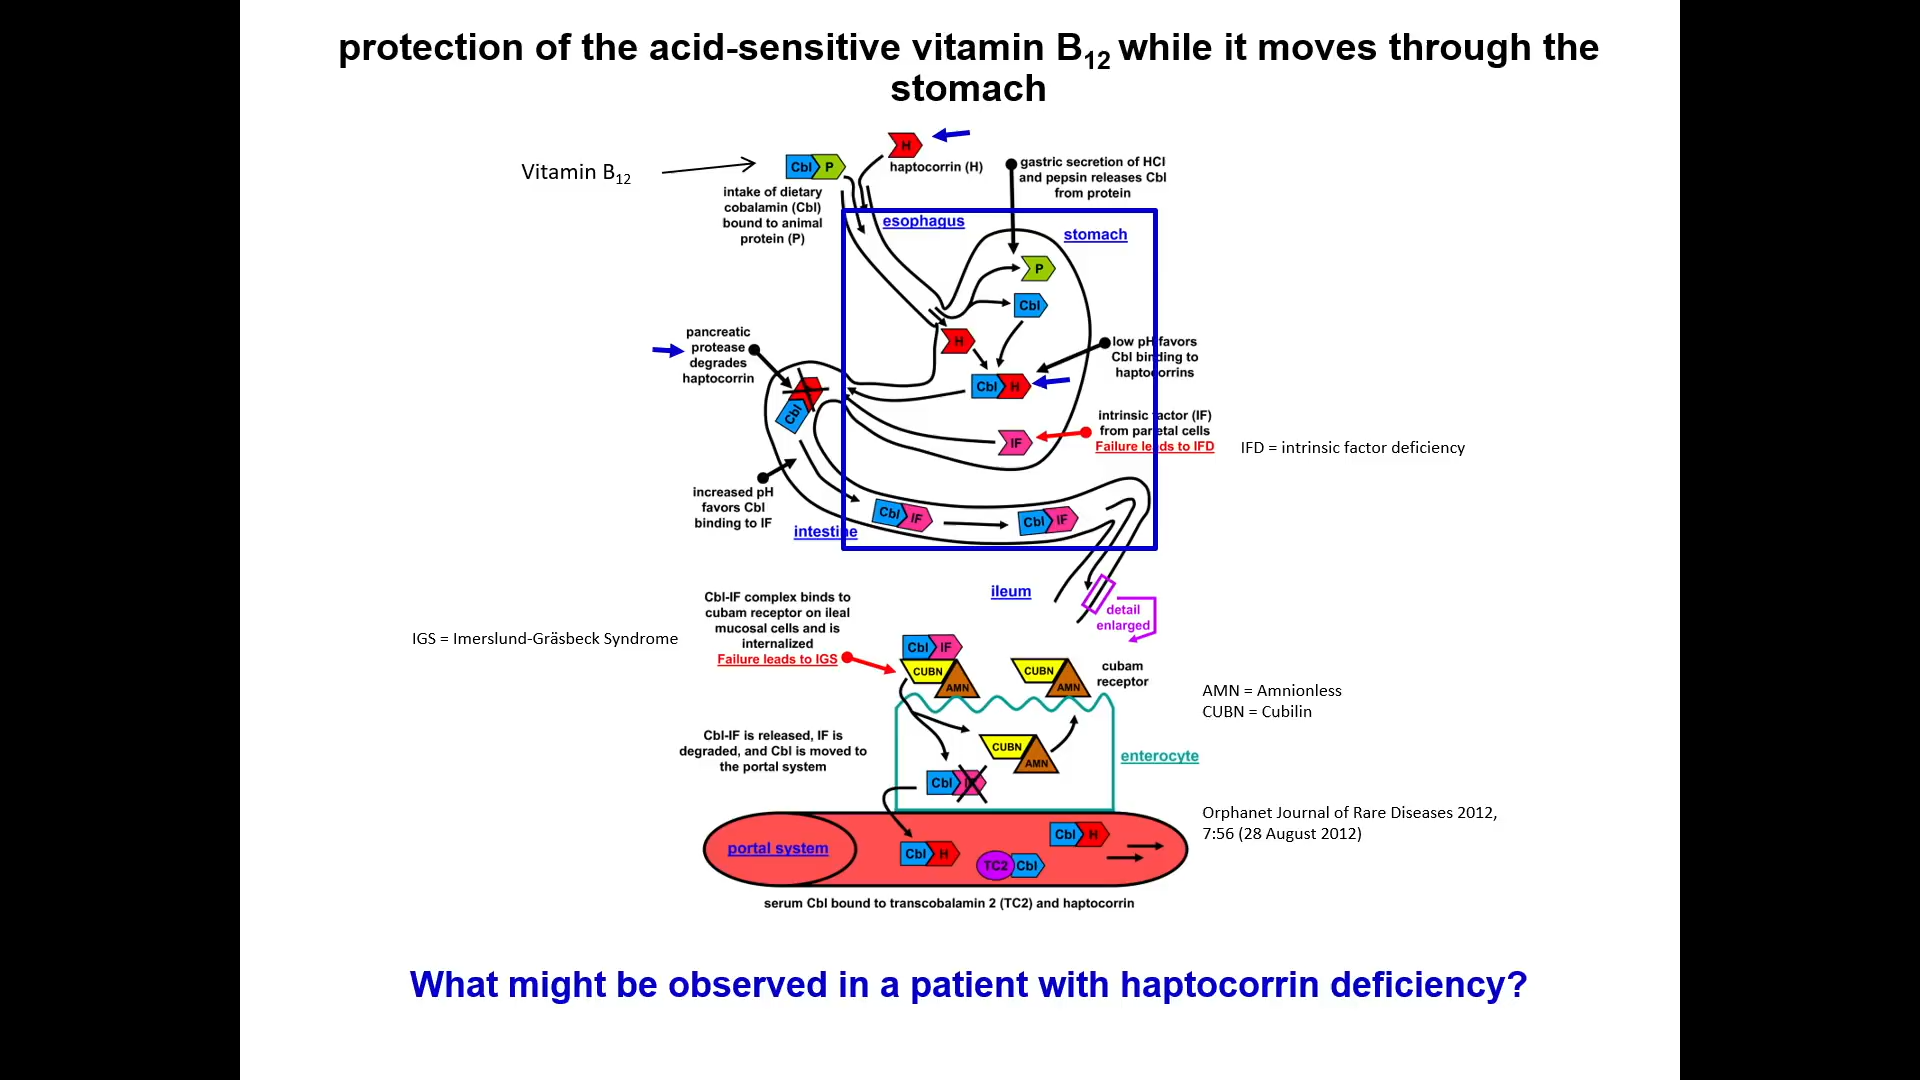 protection of the acid-sensitive vitamin B12 while it moves through the
stomach
H
haptocorrin (H)
Vitamin B12
Cbl P
intake of dietary
cobalamin (Cbl)
bound to animal
protein (P)
gastric secretion of HCl
and pepsin releases Cbl
from protein
esophagus
stomach
P
Cbl
H
Cbl H
low pH favors
Cbl binding to
haptocorrins
pancreatic
protease
degrades
haptocorrin
Cbl
intrinsic factor (IF)
from parietal cells
Failure leads to IFD
IFD = intrinsic factor deficiency
IF
increased pH
favors Cbl
binding to IF
intestine
Cbl IF
Cbl IF
ileum
detail
enlarged
Cbl-IF complex binds to
cubam receptor on ileal
mucosal cells and is
internalized
Failure leads to IGS
IGS = Imerslund-Gräsbeck Syndrome
Cbl IF
CUBN
AMN
CUBN
AMN
cubam
receptor
AMN = Amnionless
CUBN = Cubilin
Cbl-IF is released, IF is
degraded, and Cbl is moved to
the portal system
CUBN
AMN
Cbl IF
enterocyte
Orphanet Journal of Rare Diseases 2012,
7:56 (28 August 2012)
portal system
Cbl H
TC2 Cbl
Cbl H
serum Cbl bound to transcobalamin 2 (TC2) and haptocorrin
What might be observed in a patient with haptocorrin deficiency?